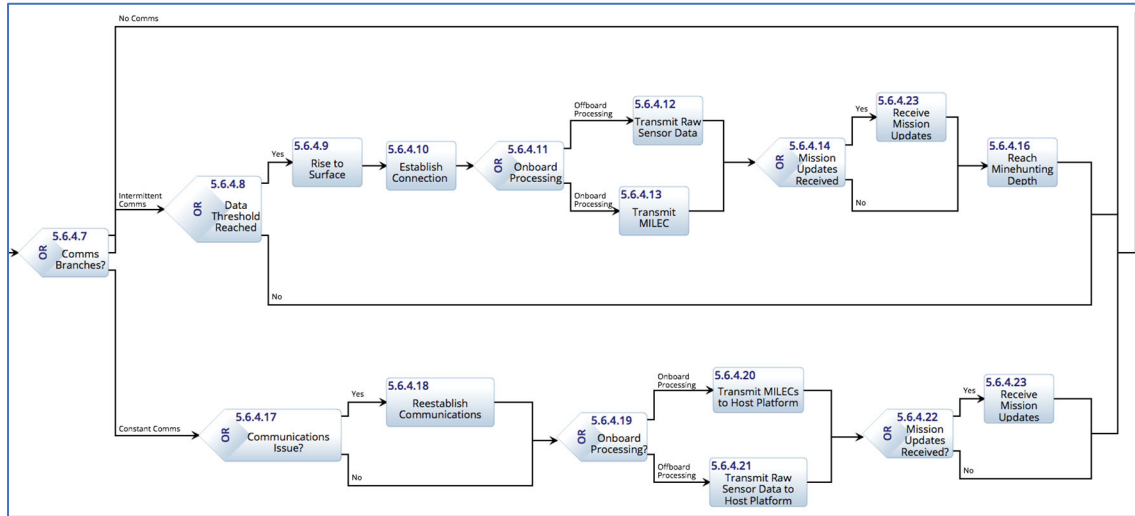 No Comms
5.6.4.7
OR
Comms
Branches?
Intermittent
Comms
5.6.4.8
OR
Data
Threshold
Reached
Yes
5.6.4.9
Rise to
Surface
5.6.4.10
Establish
Connection
5.6.4.11
OR
Onboard
Processing
Offboard
Processing
5.6.4.12
Transmit Raw
Sensor Data
Onboard
Processing
5.6.4.13
Transmit
MILEC
5.6.4.14
OR
Mission
Updates
Received
Yes
5.6.4.23
Receive
Mission
Updates
No
5.6.4.16
Reach
Minehunting
Depth
No
Constant Comms
5.6.4.17
OR
Communications
Issue?
Yes
5.6.4.18
Reestablish
Communications
No
5.6.4.19
OR
Onboard
Processing?
Onboard
Processing
5.6.4.20
Transmit MILECs
to Host Platform
Offboard
Processing
5.6.4.21
Transmit Raw
Sensor Data to
Host Platform
5.6.4.22
OR
Mission
Updates
Received?
Yes
5.6.4.23
Receive
Mission
Updates
No